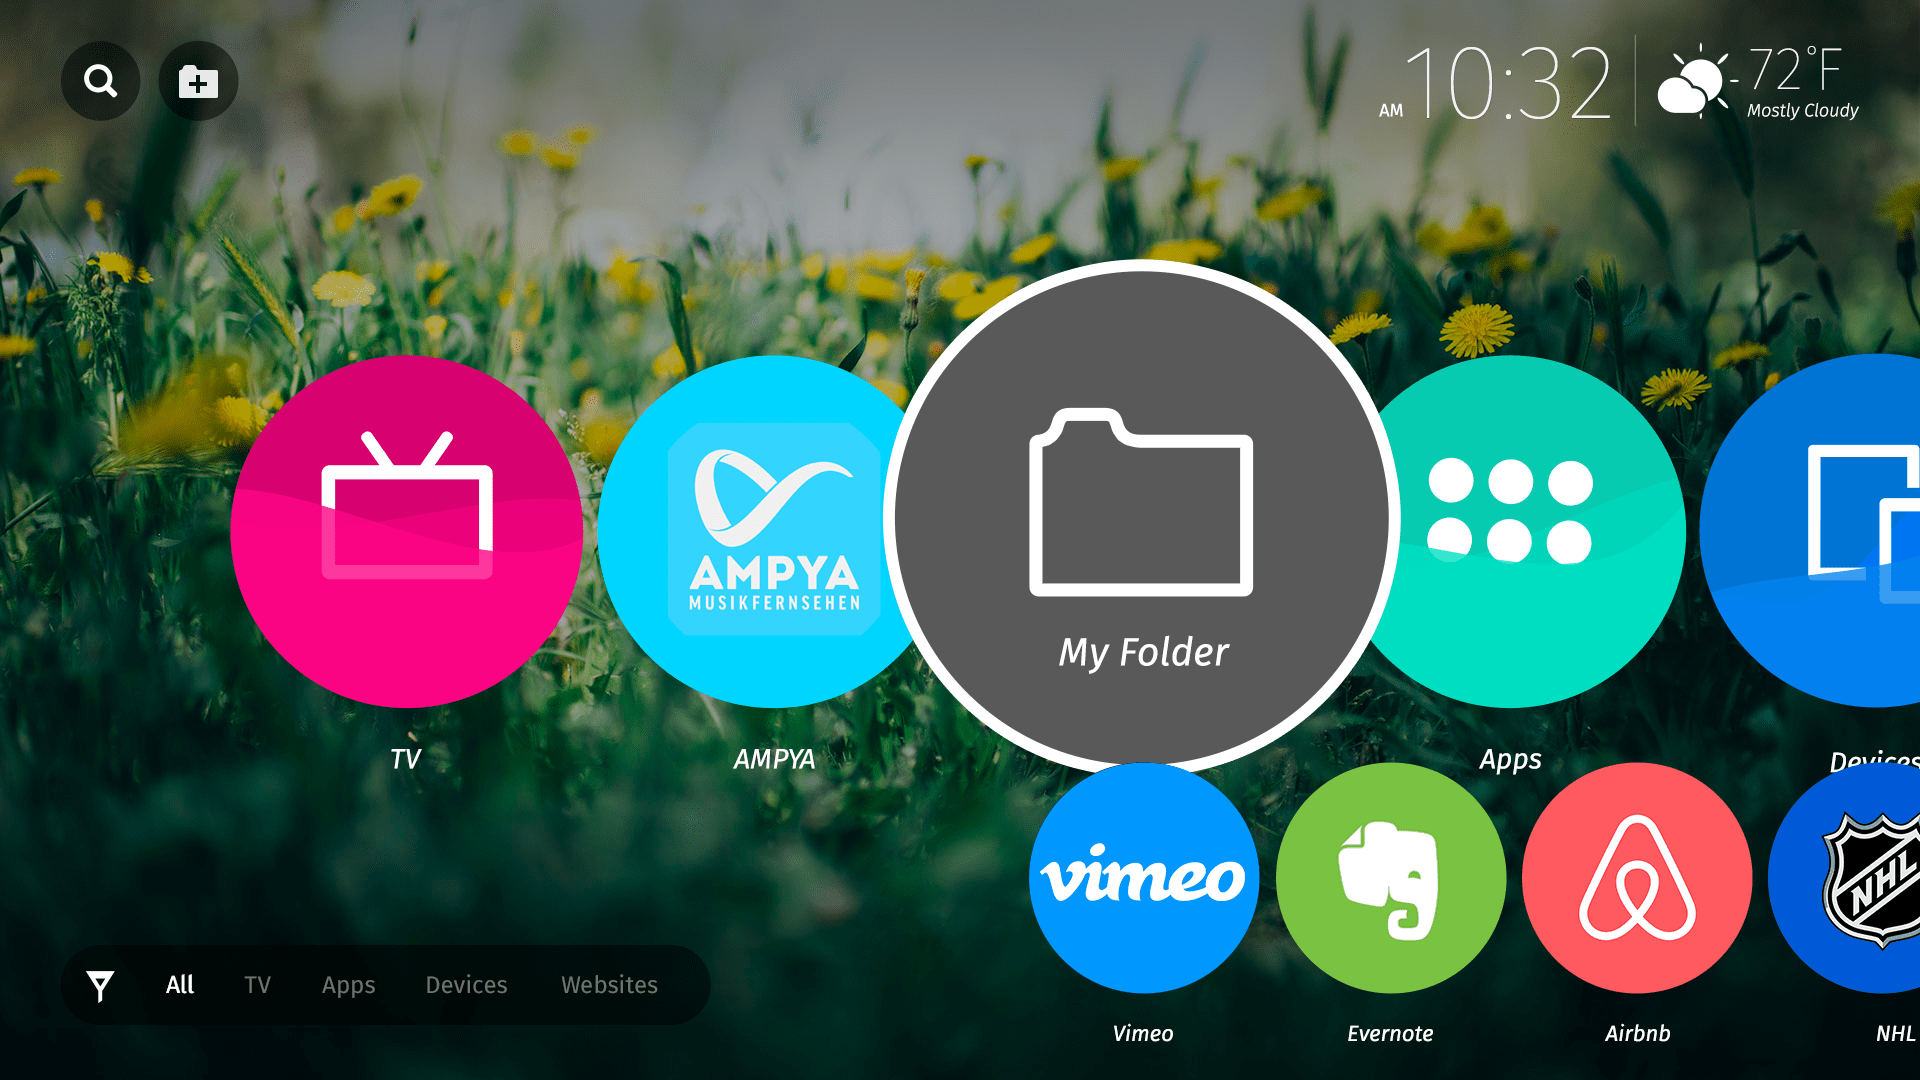 AM 10:32
72°F
Mostly Cloudy
AMPYA
MUSIKFERNSEHEN
My Folder
TV
AMPYA
Apps
Devices
vimeo
NHL
All
TV
Apps
Devices
Websites
Vimeo
Evernote
Airbnb
NHL